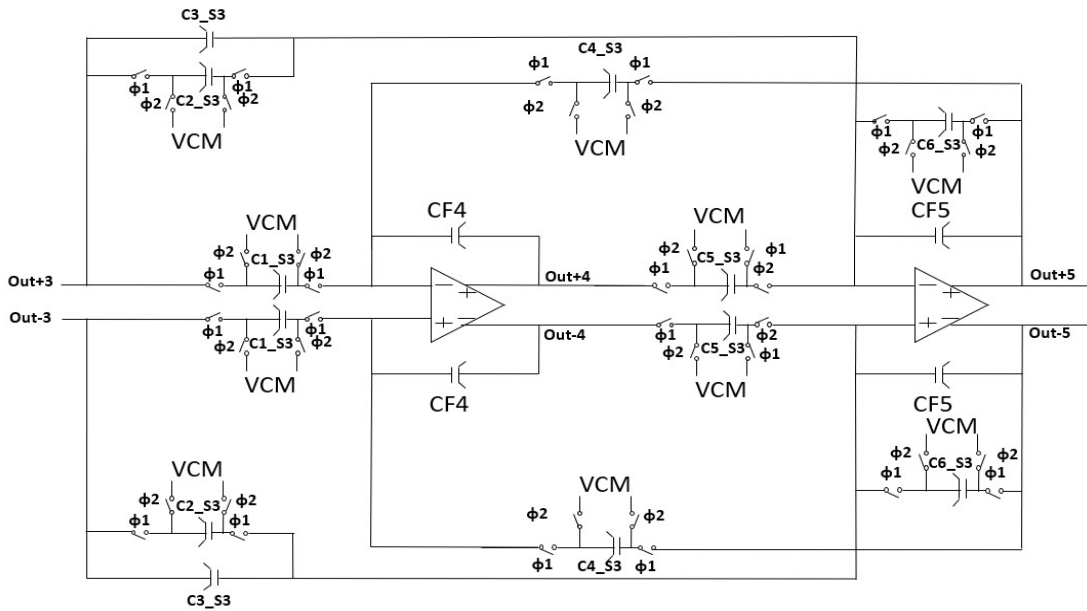 C3_S3
ϕ1 ϕ1
ϕ2 C2_S3 ϕ2
VCM
C4_S3
ϕ1 ϕ1
ϕ2 ϕ2
VCM
ϕ1 C6_S3 ϕ1
ϕ2 ϕ2
VCM
VCM
ϕ2 C1_S3 ϕ2
ϕ1 ϕ1
CF4
VCM
ϕ2 C5_S3 ϕ1
ϕ1 ϕ2
CF5
Out+3
Out-3
− +
+ −
Out+4
Out-4
− +
+ −
Out+5
Out-5
ϕ1 ϕ1
ϕ2 C1_S3 ϕ2
VCM
CF4
ϕ1 ϕ2
ϕ2 C5_S3 ϕ1
VCM
CF5
VCM
ϕ2 C6_S3 ϕ2
ϕ1 ϕ1
VCM
ϕ2 C2_S3 ϕ2
ϕ1 ϕ1
VCM
ϕ2 ϕ2
ϕ1 C4_S3 ϕ1
C3_S3